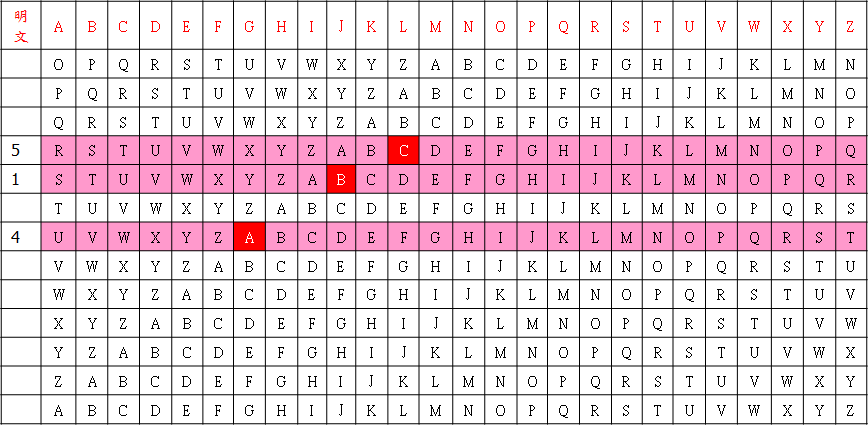 明文 A B C D E F G H I J K L M N O P Q R S T U V W X Y Z
O P Q R S T U V W X Y Z A B C D E F G H I J K L M N
P Q R S T U V W X Y Z A B C D E F G H I J K L M N O
Q R S T U V W X Y Z A B C D E F G H I J K L M N O P
5 R S T U V W X Y Z A B C D E F G H I J K L M N O P Q
1 S T U V W X Y Z A B C D E F G H I J K L M N O P Q R
T U V W X Y Z A B C D E F G H I J K L M N O P Q R S
4 U V W X Y Z A B C D E F G H I J K L M N O P Q R S T
V W X Y Z A B C D E F G H I J K L M N O P Q R S T U
W X Y Z A B C D E F G H I J K L M N O P Q R S T U V
X Y Z A B C D E F G H I J K L M N O P Q R S T U V W
Y Z A B C D E F G H I J K L M N O P Q R S T U V W X
Z A B C D E F G H I J K L M N O P Q R S T U V W X Y
A B C D E F G H I J K L M N O P Q R S T U V W X Y Z